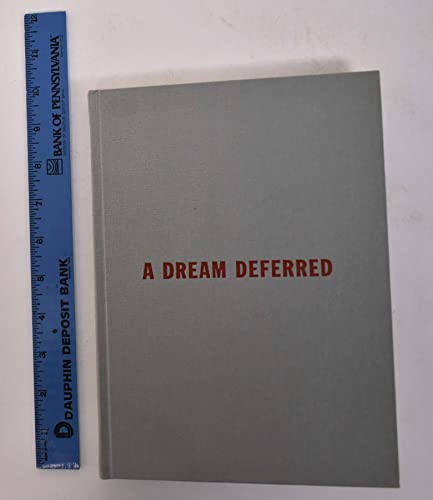 BANK OF PENNSYLVANIA
DAUPHIN DEPOSIT BANK
A DREAM DEFERRED